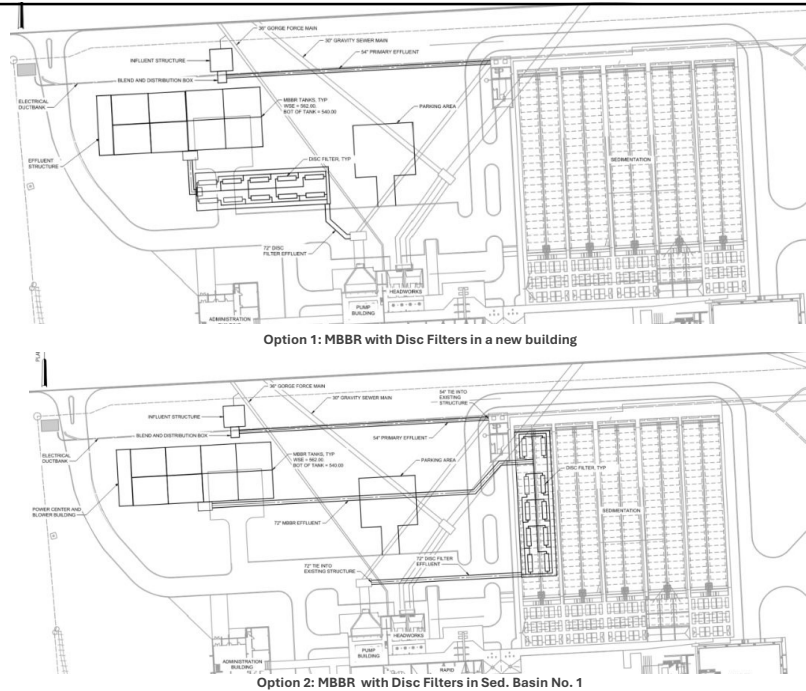 36" GORGE FORCE MAIN
30" GRAVITY SEWER MAIN
54" PRIMARY EFFLUENT
INFLUENT STRUCTURE
BLEND AND DISTRIBUTION BOX
ELECTRICAL
DUCTBANK
MBBR TANKS, TYP
WSE = 562.00
BOT OF TANK = 540.00
PARKING AREA
EFFLUENT
STRUCTURE
DISC FILTER, TYP
SEDIMENTATION
72" DISC
FILTER EFFLUENT
HEADWORKS
PUMP
BUILDING
ADMINISTRATION
Option 1: MBBR with Disc Filters in a new building
36" GORGE FORCE MAIN
30" GRAVITY SEWER MAIN
54" TIE INTO
EXISTING
STRUCTURE
INFLUENT STRUCTURE
BLEND AND DISTRIBUTION BOX
54" PRIMARY EFFLUENT
ELECTRICAL
DUCTBANK
MBBR TANKS, TYP
WSE = 562.00
BOT OF TANK = 540.00
PARKING AREA
DISC FILTER, TYP
POWER CENTER AND
BLOWER BUILDING
SEDIMENTATION
72" MBBR EFFLUENT
72" TIE INTO
EXISTING STRUCTURE
72" DISC FILTER
EFFLUENT
HEADWORKS
PUMP
BUILDING
ADMINISTRATION
BUILDING
RAPID
Option 2: MBBR with Disc Filters in Sed. Basin No. 1